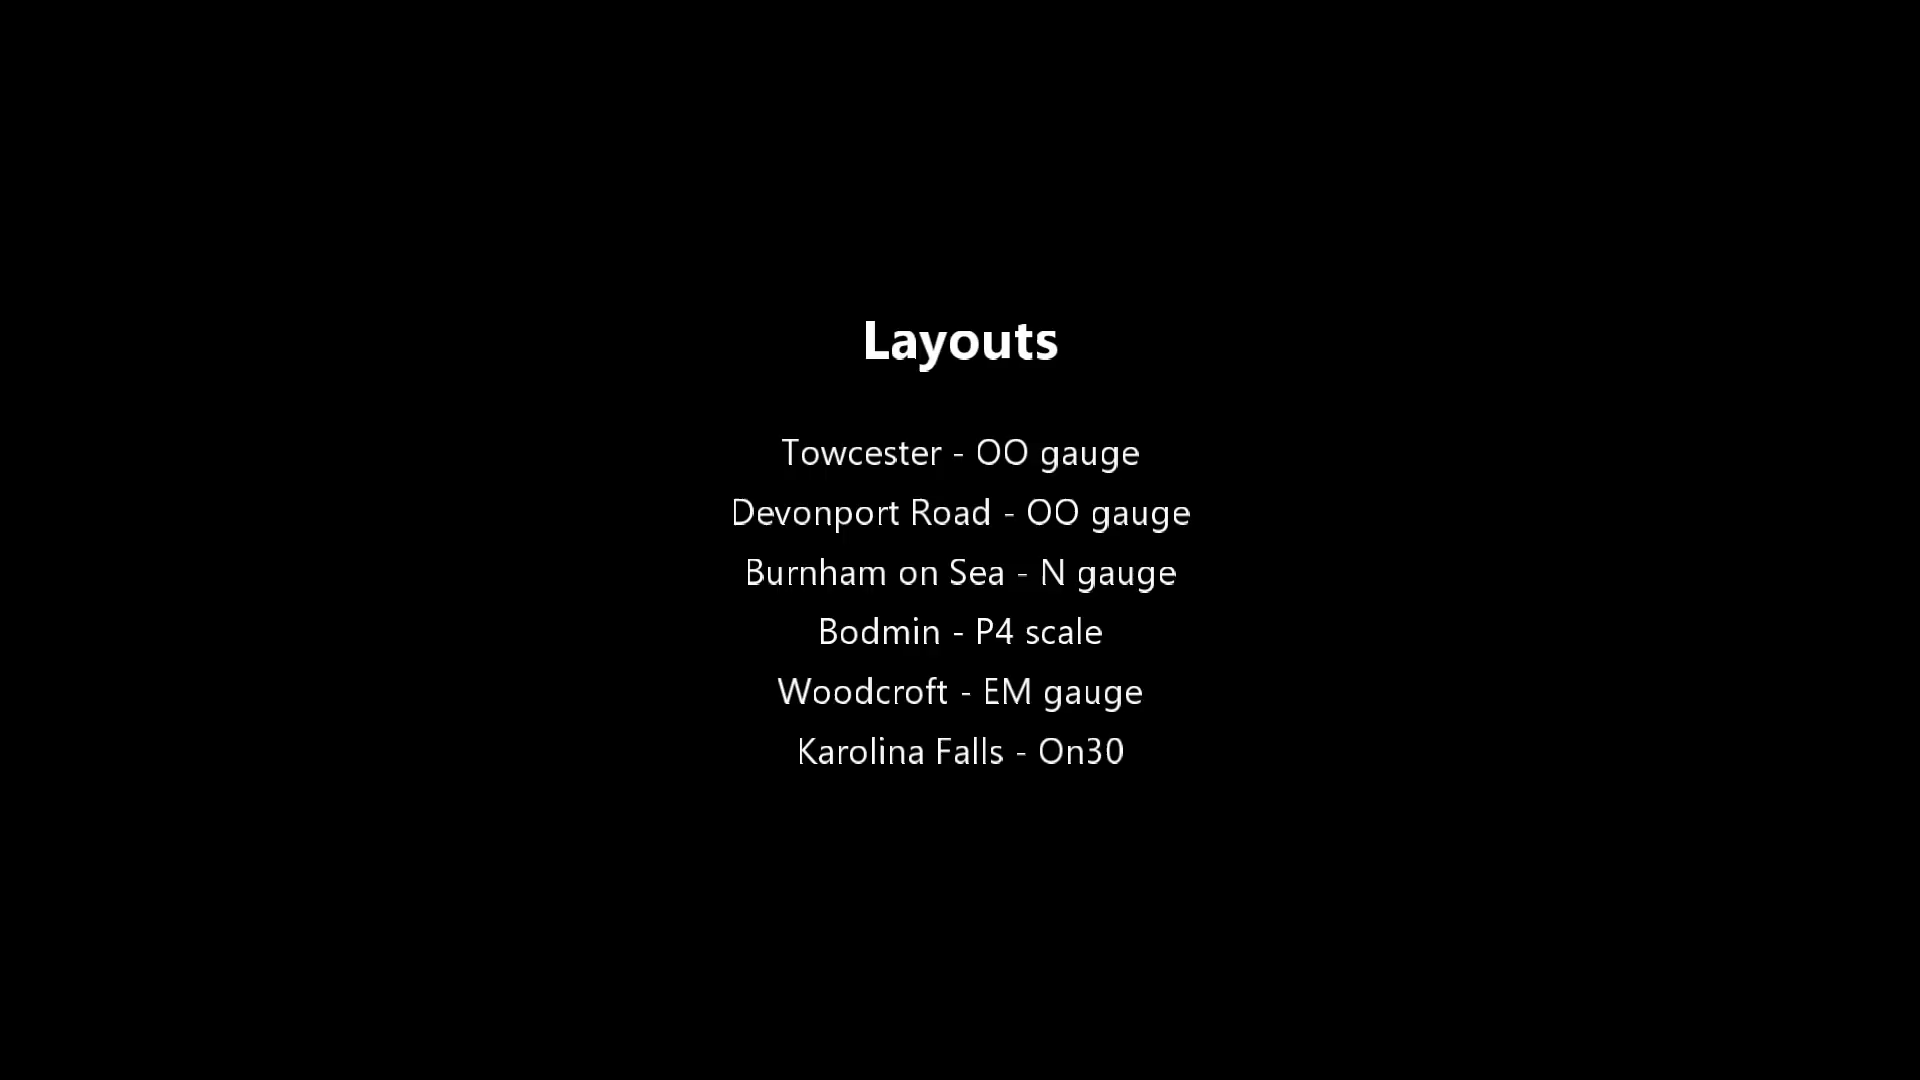 Layouts
Towcester - OO gauge
Devonport Road - OO gauge
Burnham on Sea - N gauge
Bodmin - P4 scale
Woodcroft - EM gauge
Karolina Falls - On30